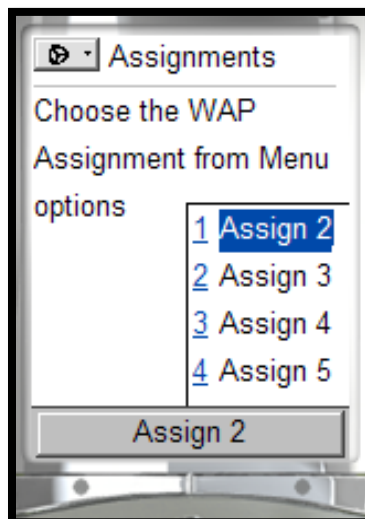 Assignments
Choose the WAP
Assignment from Menu
options
1 Assign 2
2 Assign 3
3 Assign 4
4 Assign 5
Assign 2